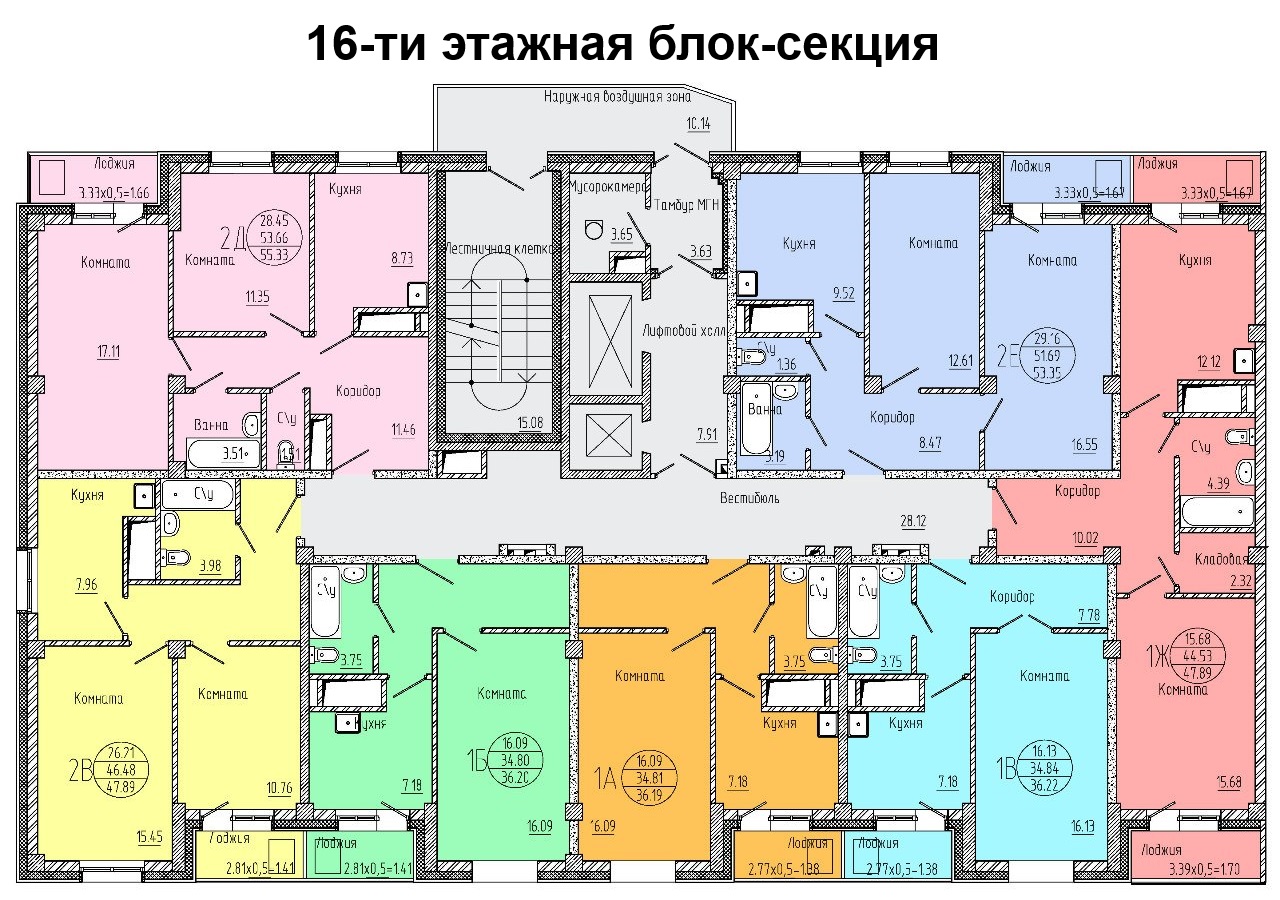 16-ти этажная блок-секция
Наружная воздушная зона
10.14
Лоджия
3.33х0,5=1.66
Комната
17.11
2Д
28.45
53.66
55.33
Комната
11.35
Кухня
8.73
Ванна
3.51
С\у
1.51
Коридор
11.46
Лестничная клетка
15.08
Мусорокамера
3.65
Тамбур МГН
3.63
Лифтовой холл
7.91
Кухня
9.52
Комната
12.61
С\у
1.36
Ванна
3.19
Коридор
8.47
Лоджия
3.33х0,5=1.67
Комната
2Е
29.16
51.69
53.35
16.55
Лоджия
3.33х0,5=1.67
Кухня
12.12
С\у
4.39
Коридор
10.02
Кладовая
2.32
1Ж
15.68
44.53
47.89
Комната
15.68
Лоджия
3.39х0,5=1.70
Вестибюль
28.12
Кухня
7.96
С\у
3.98
Комната
2В
26.21
46.48
47.89
15.45
Комната
10.76
Лоджия
2.81х0,5=1.41
С\у
3.75
Кухня
7.18
Комната
1Б
16.09
34.80
36.20
16.09
Лоджия
2.81х0,5=1.41
Комната
1А
16.09
34.81
36.19
16.09
С\у
3.75
Кухня
7.18
Лоджия
2.77х0,5=1.38
С\у
3.75
Коридор
7.78
Кухня
7.18
Комната
1В
16.13
34.84
36.22
16.13
Лоджия
2.77х0,5=1.38